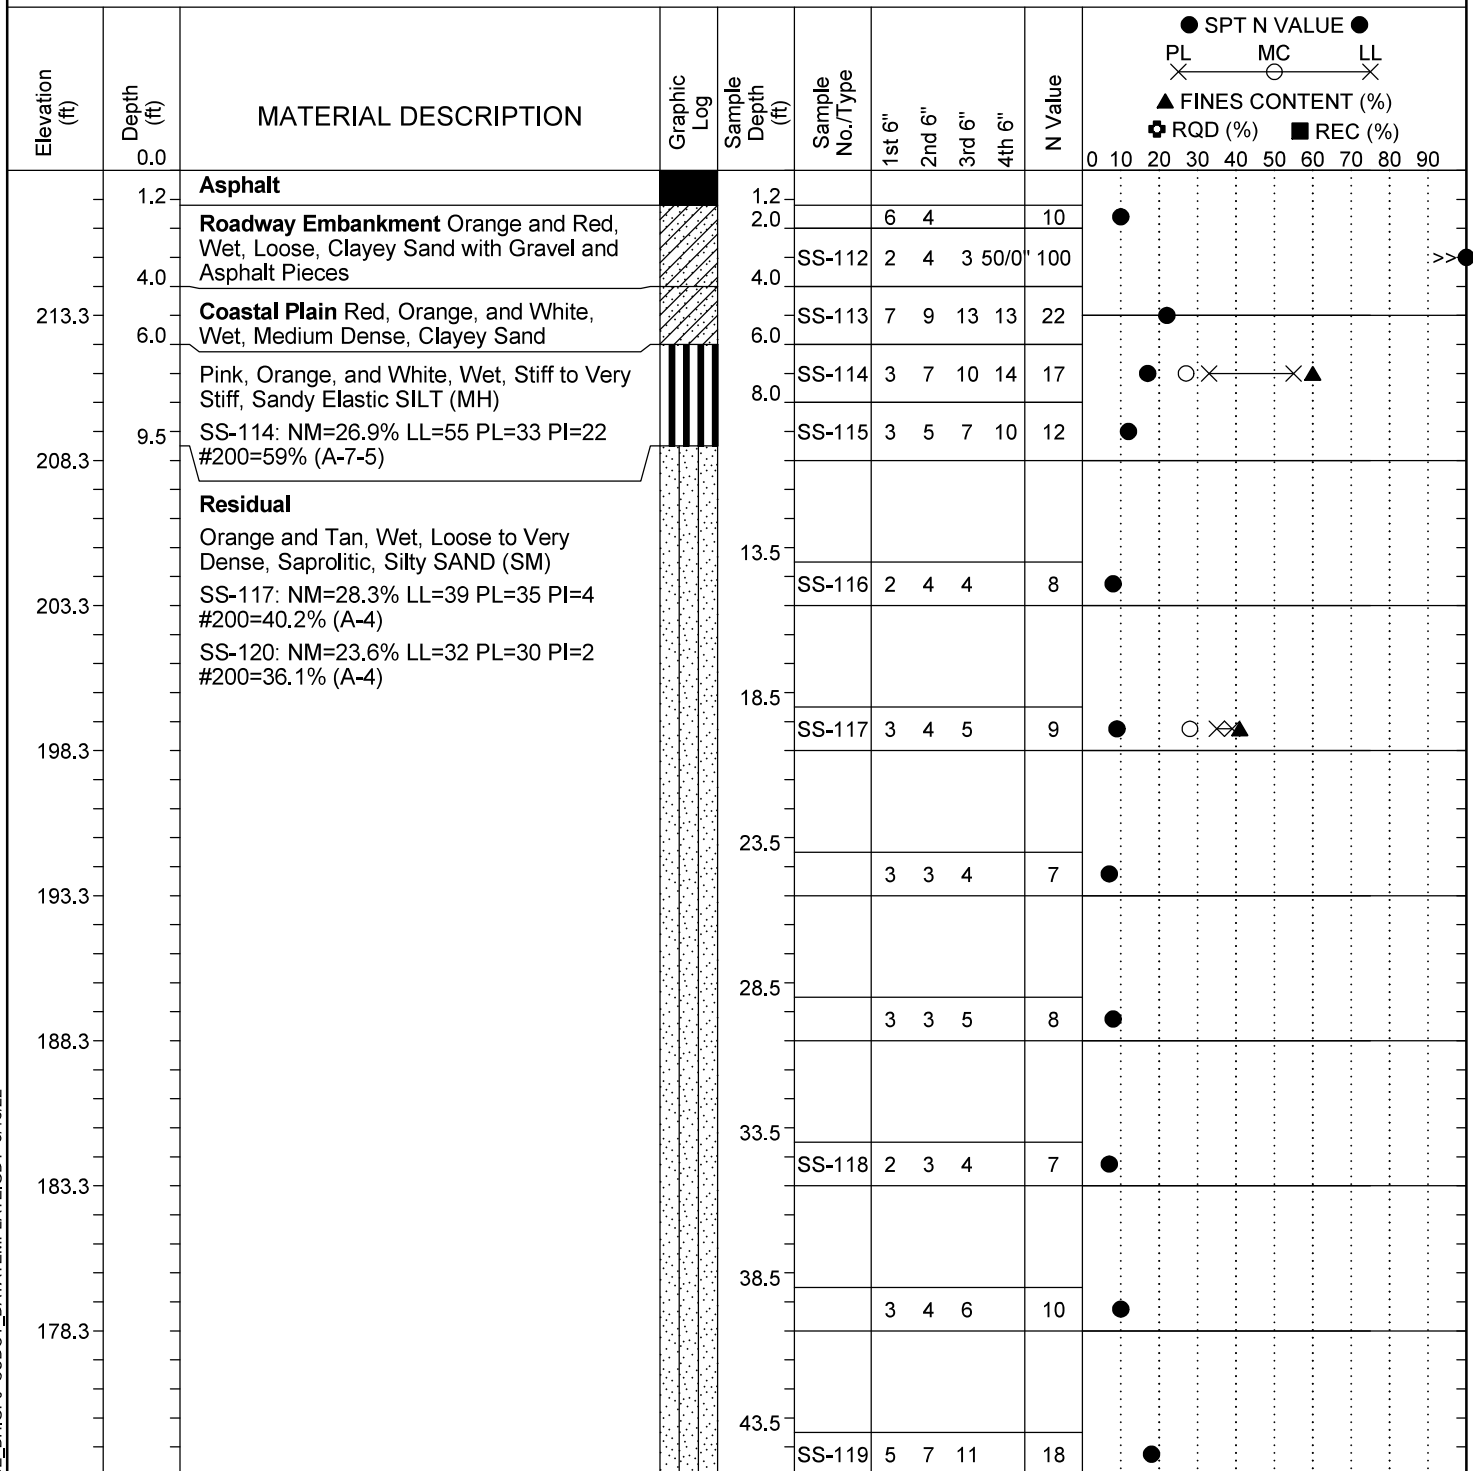 Elevation (ft)
Depth (ft)
0.0
MATERIAL DESCRIPTION
Graphic Log
Sample Depth (ft)
Sample No./Type
1st 6"
2nd 6"
3rd 6"
4th 6"
N Value
● SPT N VALUE ●
PL MC LL
▲ FINES CONTENT (%)
RQD (%) ■ REC (%)
0 10 20 30 40 50 60 70 80 90
1.2 Asphalt 1.2
2.0
6 4 10
Roadway Embankment Orange and Red,
Wet, Loose, Clayey Sand with Gravel and
Asphalt Pieces
SS-112 2 4 3 50/0" 100 >>
4.0 4.0
213.3
Coastal Plain Red, Orange, and White,
Wet, Medium Dense, Clayey Sand
SS-113 7 9 13 13 22
6.0 6.0
Pink, Orange, and White, Wet, Stiff to Very
Stiff, Sandy Elastic SILT (MH)
SS-114 3 7 10 14 17
8.0
SS-114: NM=26.9% LL=55 PL=33 PI=22
#200=59% (A-7-5)
9.5
SS-115 3 5 7 10 12
208.3
Residual
Orange and Tan, Wet, Loose to Very
Dense, Saprolitic, Silty SAND (SM)
13.5
SS-117: NM=28.3% LL=39 PL=35 PI=4
#200=40.2% (A-4)
SS-116 2 4 4 8
203.3
SS-120: NM=23.6% LL=32 PL=30 PI=2
#200=36.1% (A-4)
18.5
SS-117 3 4 5 9
198.3
23.5
3 3 4 7
193.3
28.5
3 3 5 8
188.3
33.5
SS-118 2 3 4 7
183.3
38.5
3 4 6 10
178.3
43.5
SS-119 5 7 11 18